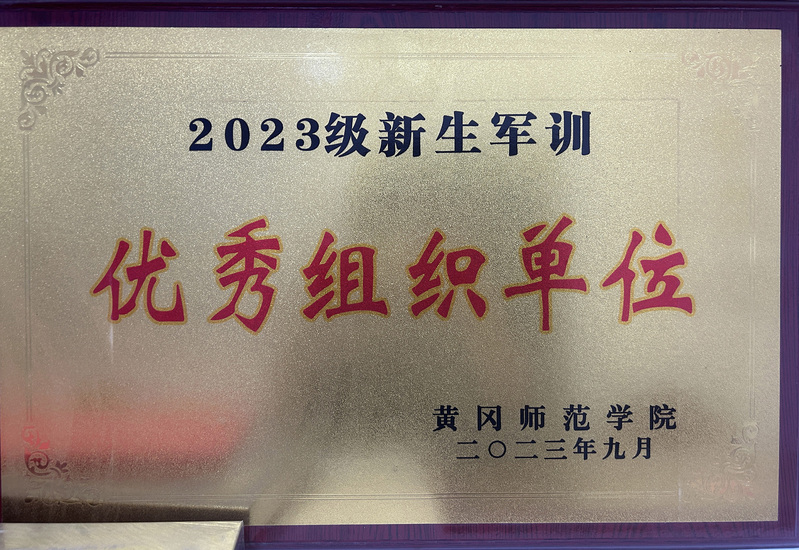 2023级新生军训
优秀组织单位
黄冈师范学院
二〇二三年九月